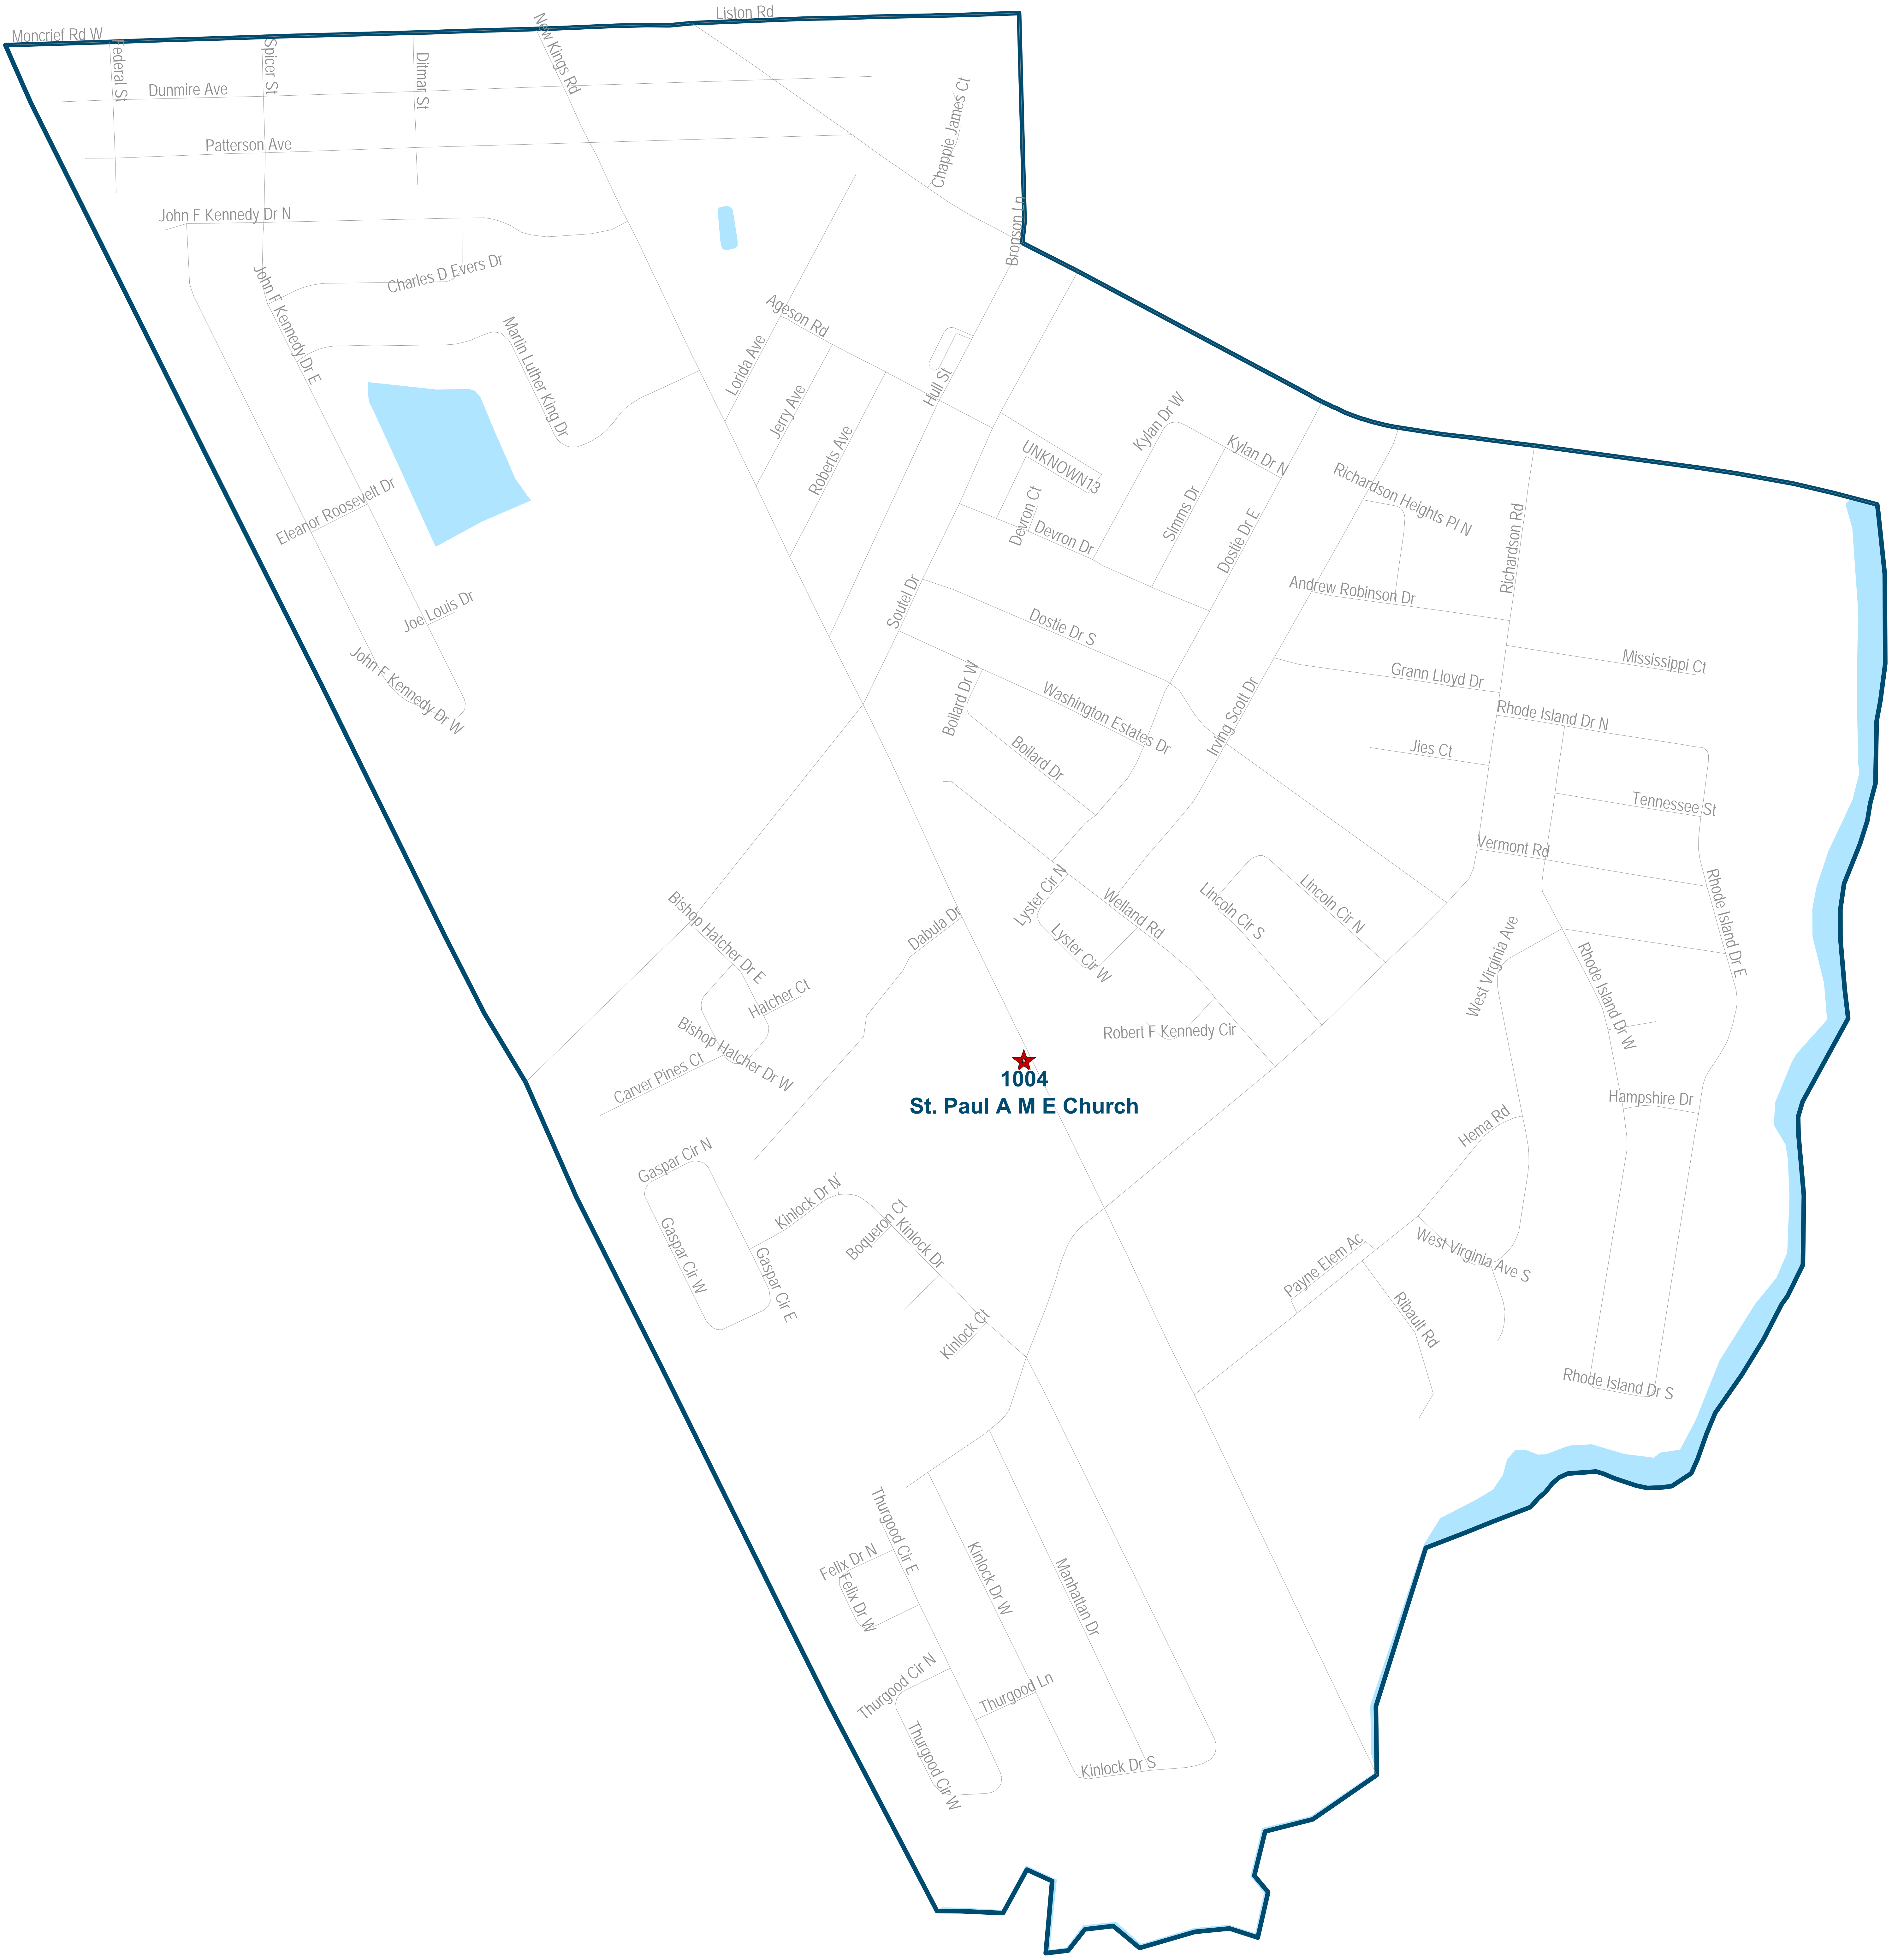 Liston Rd
Moncrief Rd W
New Kings Rd
Federal St
Spicer St
Ditmar St
Dunmire Ave
Chappie James Ct
Patterson Ave
John F Kennedy Dr N
Bronson Ln
Charles D Evers Dr
John F Kennedy Dr E
Ageson Rd
Martin Luther King Dr
Lorida Ave
Hull St
Jerry Ave
Roberts Ave
Kylan Dr W
Kylan Dr N
UNKNOWN13
Richardson Heights Pl N
Eleanor Roosevelt Dr
Devron Ct
Devron Dr
Simms Dr
Dostie Dr E
Richardson Rd
Andrew Robinson Dr
Joe Louis Dr
Soutel Dr
Dostie Dr S
Mississippi Ct
Grann Lloyd Dr
John F Kennedy Dr W
Boilard Dr W
Washington Estates Dr
Irving Scott Dr
Rhode Island Dr N
Boilard Dr
Jies Ct
Tennessee St
Vermont Rd
Bishop Hatcher Dr E
Dabula Dr
Lyster Cir N
Welland Rd
Lincoln Cir S
Lincoln Cir N
Rhode Island Dr E
Lyster Cir W
West Virginia Ave
Hatcher Ct
Rhode Island Dr W
Bishop Hatcher Dr W
Robert F Kennedy Cir
Carver Pines Ct
1004
St. Paul A M E Church
Hampshire Dr
Hema Rd
Gaspar Cir N
Kinlock Dr N
Boqueron Ct
Kinlock Dr
Gaspar Cir W
Gaspar Cir E
Payne Elem Ac
West Virginia Ave S
Kinlock Ct
Ribault Rd
Rhode Island Dr S
Thurgood Cir E
Felix Dr N
Felix Dr W
Kinlock Dr W
Manhattan Dr
Thurgood Cir N
Thurgood Ln
Thurgood Cir W
Kinlock Dr S